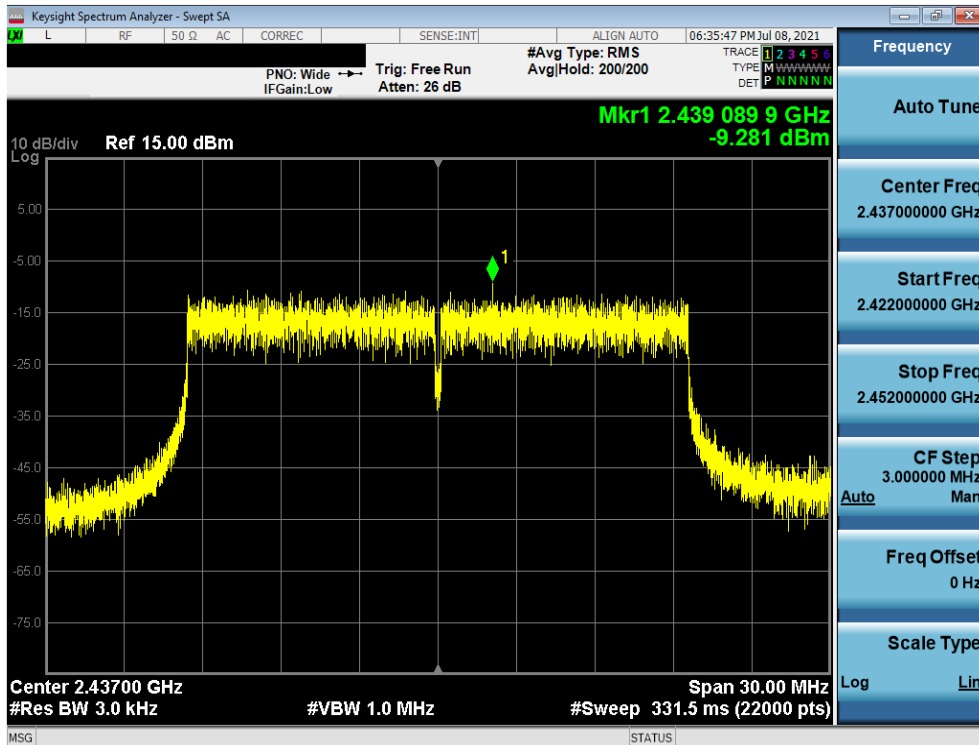 Keysight Spectrum Analyzer - Swept SA
LXI L RF 50 Ω AC CORREC SENSE:INT ALIGN AUTO 06:35:47 PM Jul 08, 2021
PNO: Wide
IFGain:Low
Trig: Free Run
Atten: 26 dB
#Avg Type: RMS
Avg|Hold: 200/200
TRACE 1 2 3 4 5 6
TYPE M W W W W W
DET P N N N N N
Mkr1 2.439 089 9 GHz
-9.281 dBm
10 dB/div Ref 15.00 dBm
Log
1
5.00
-5.00
-15.0
-25.0
-35.0
-45.0
-55.0
-65.0
-75.0
Center 2.43700 GHz Span 30.00 MHz
#Res BW 3.0 kHz #VBW 1.0 MHz #Sweep 331.5 ms (22000 pts)
MSG STATUS
Frequency
Auto Tune
Center Freq
2.437000000 GHz
Start Freq
2.422000000 GHz
Stop Freq
2.452000000 GHz
CF Step
3.000000 MHz
Auto Man
Freq Offset
0 Hz
Scale Type
Log Lin